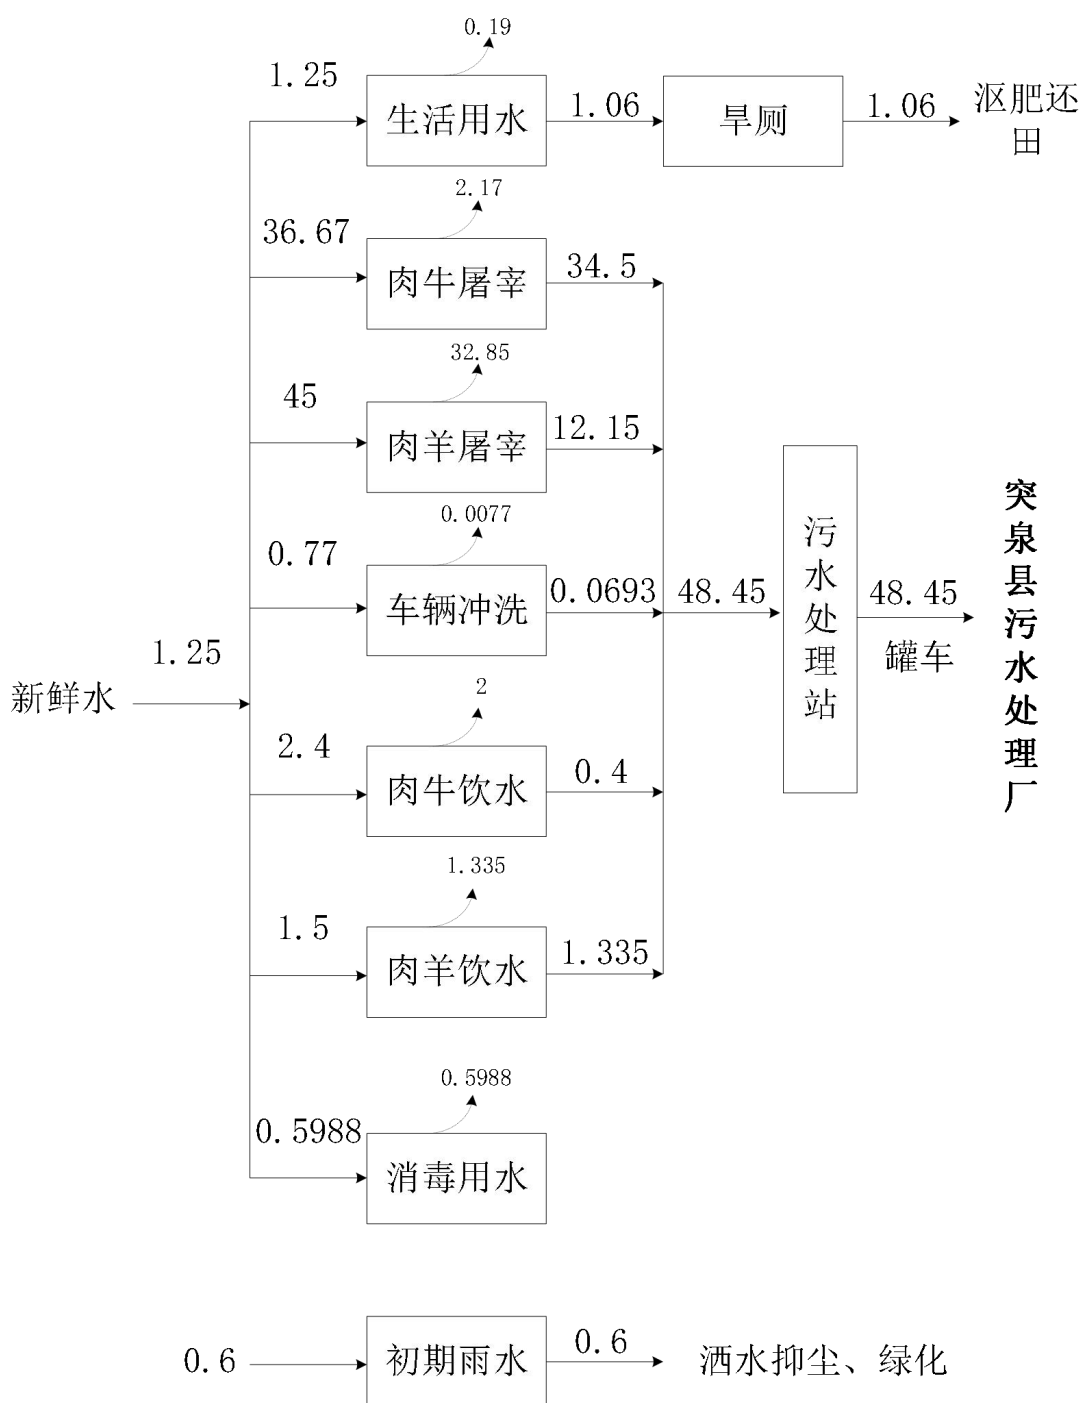 0.19
1.25
生活用水
1.06
旱厕
1.06
沤肥还
田
2.17
36.67
肉牛屠宰
34.5
32.85
45
肉羊屠宰
12.15
0.0077
0.77
车辆冲洗
0.0693
48.45
污水处理站
48.45
罐车
突泉县污水处理厂
1.25
新鲜水
2
2.4
肉牛饮水
0.4
1.335
1.5
肉羊饮水
1.335
0.5988
0.5988
消毒用水
0.6
初期雨水
0.6
洒水抑尘、绿化